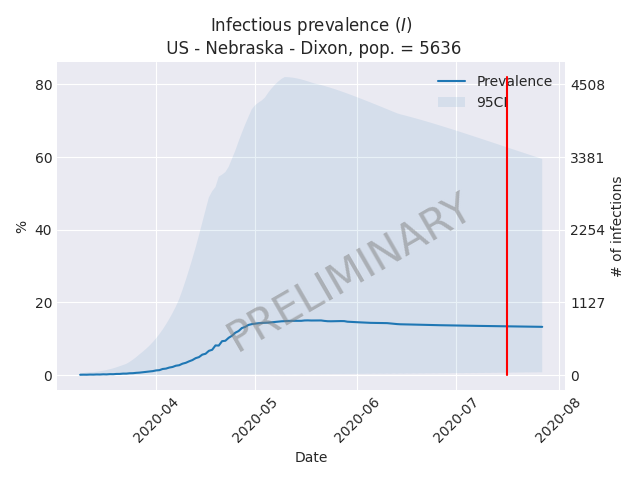 Infectious prevalence (I)
US - Nebraska - Dixon, pop. = 5636
Prevalence
95CI
80
60
40
20
0
%
4508
3381
2254
1127
0
# of infections
PRELIMINARY
2020-04
2020-05
2020-06
2020-07
2020-08
Date